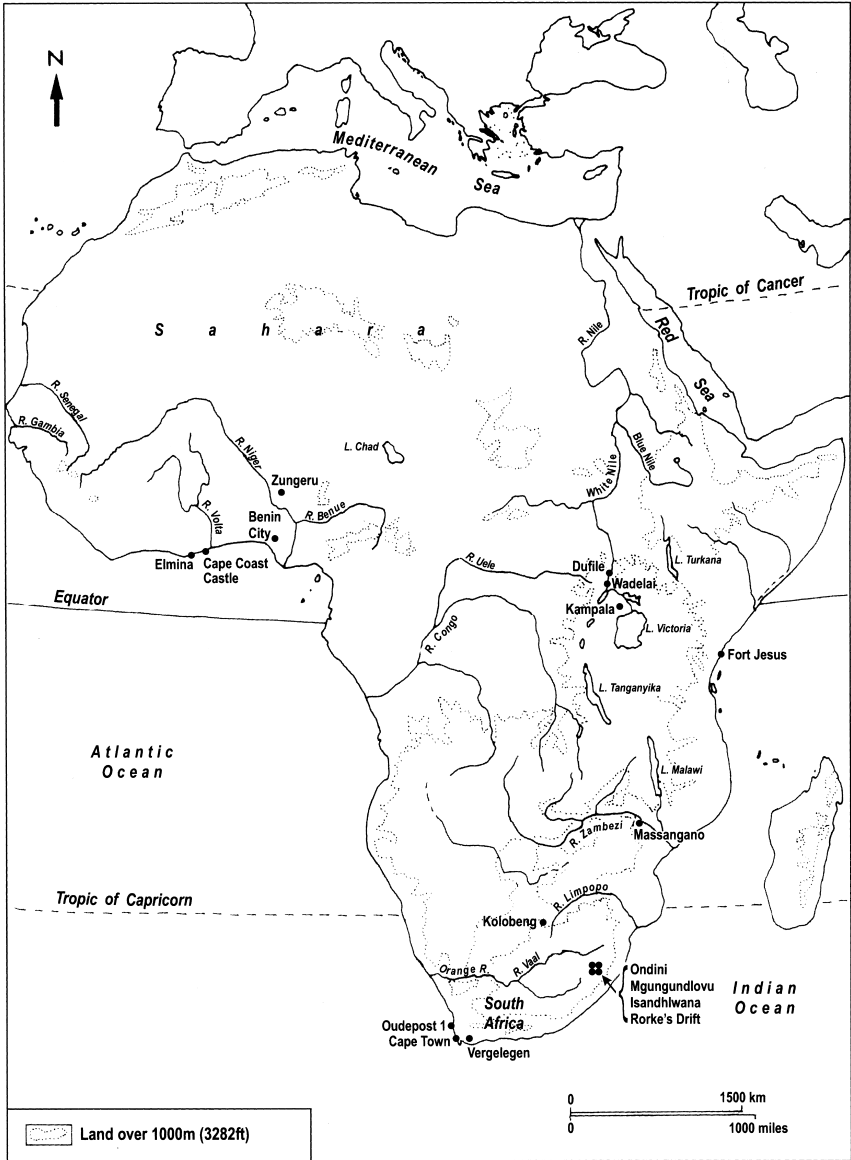 N
Mediterranean
Sea
Tropic of Cancer
Sahara
R. Nile
Red
Sea
R. Senegal
R. Gambia
L. Chad
R. Niger
Blue Nile
White Nile
Zungeru
R. Volta
Benin
City
R. Benue
Elmina
Cape Coast
Castle
R. Uele
Dufile
Wadelai
L. Turkana
Equator
Kampala
R. Congo
L. Victoria
Fort Jesus
L. Tanganyika
Atlantic
Ocean
L. Malawi
R. Zambezi
Massangano
Tropic of Capricorn
R. Limpopo
Kolobeng
Orange R.
R. Vaal
Ondini
Mgungundlovu
Isandhlwana
Rorke's Drift
Indian
Ocean
South
Africa
Oudepost 1
Cape Town
Vergelegen
0 1500 km
0 1000 miles
Land over 1000m (3282ft)